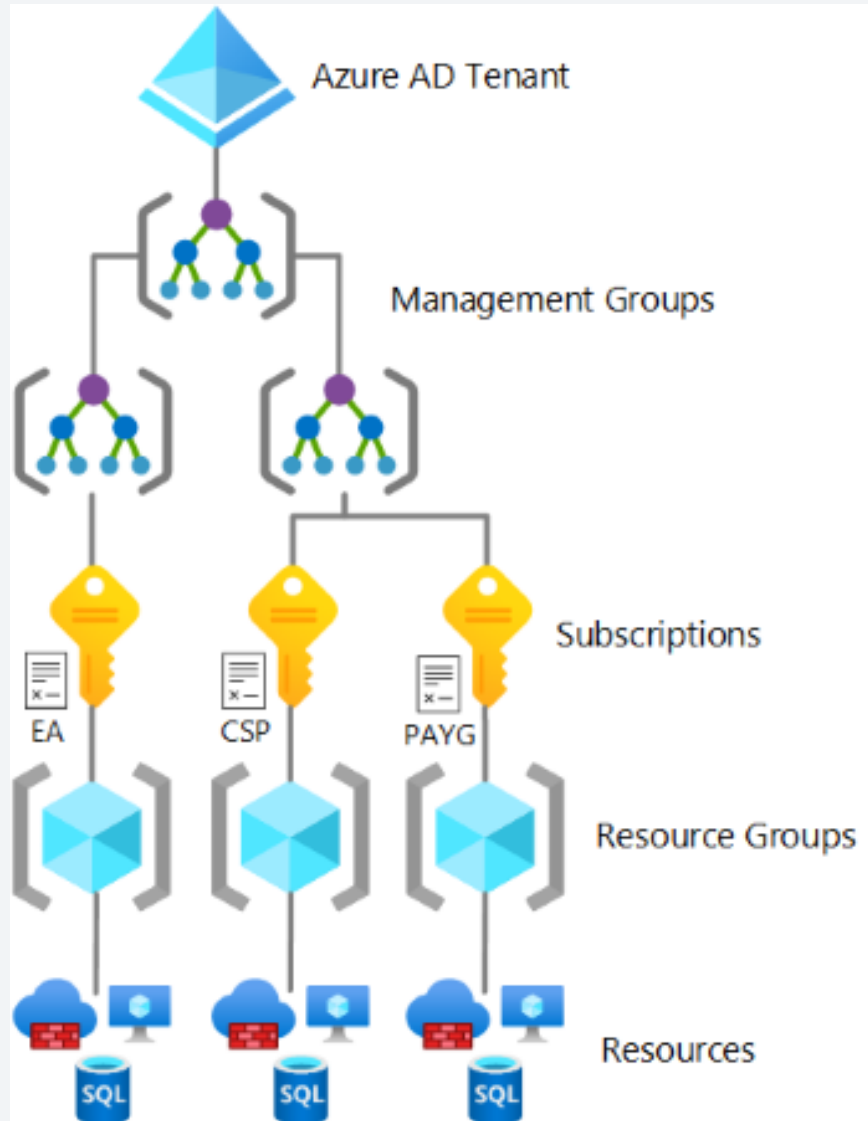 Azure AD Tenant
Management Groups
Subscriptions
EA
CSP
PAYG
Resource Groups
Resources
SQL
SQL
SQL